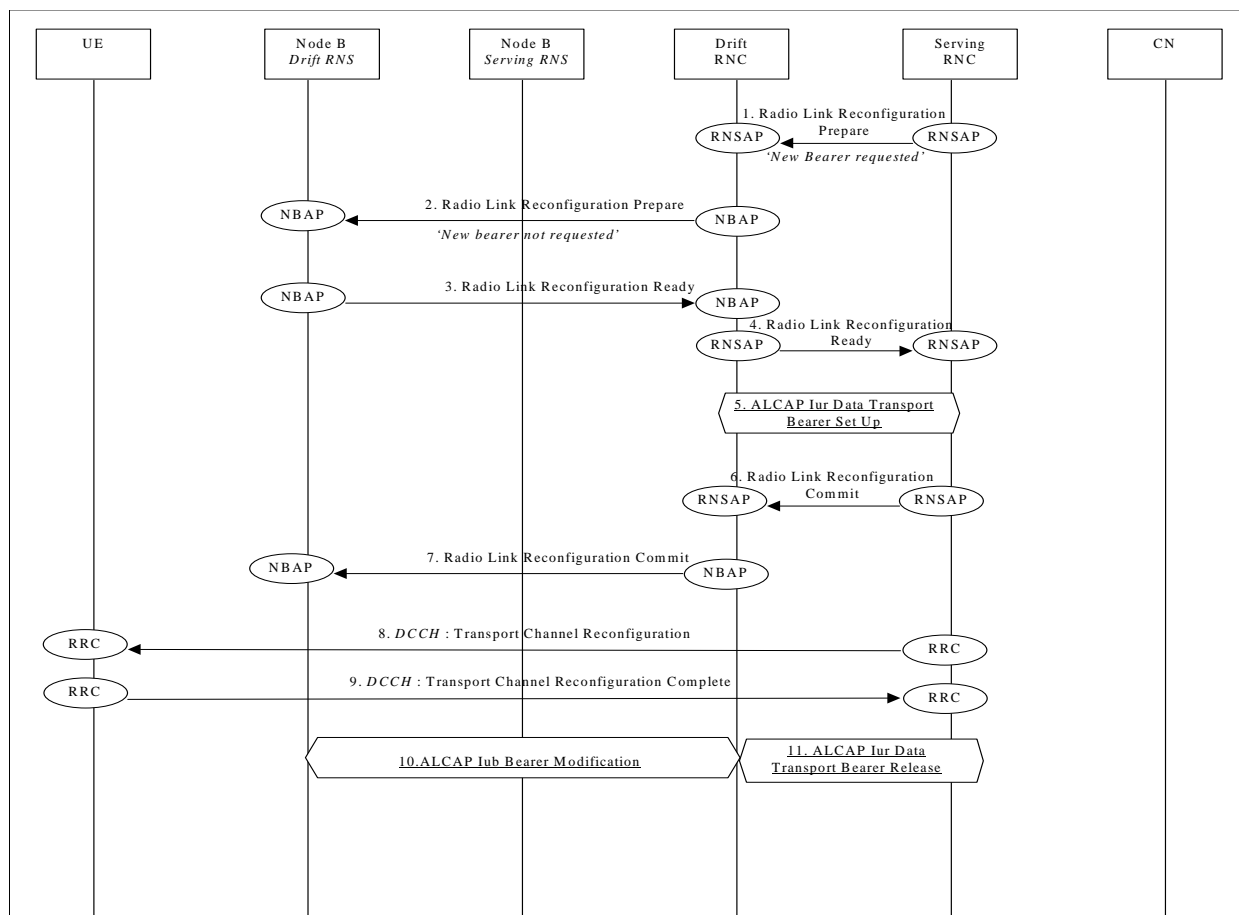 UE
Node B
Drift RNS
Node B
Serving RNS
Drift
RNC
Serving
RNC
CN
1. Radio Link Reconfiguration
Prepare
RNSAP
RNSAP
‘New Bearer requested’
2. Radio Link Reconfiguration Prepare
NBAP
NBAP
‘New bearer not requested’
3. Radio Link Reconfiguration Ready
NBAP
NBAP
4. Radio Link Reconfiguration
Ready
RNSAP
RNSAP
5. ALCAP Iur Data Transport
Bearer Set Up
6. Radio Link Reconfiguration
Commit
RNSAP
RNSAP
7. Radio Link Reconfiguration Commit
NBAP
NBAP
8. DCCH : Transport Channel Reconfiguration
RRC
RRC
9. DCCH : Transport Channel Reconfiguration Complete
RRC
RRC
10.ALCAP Iub Bearer Modification
11. ALCAP Iur Data
Transport Bearer Release